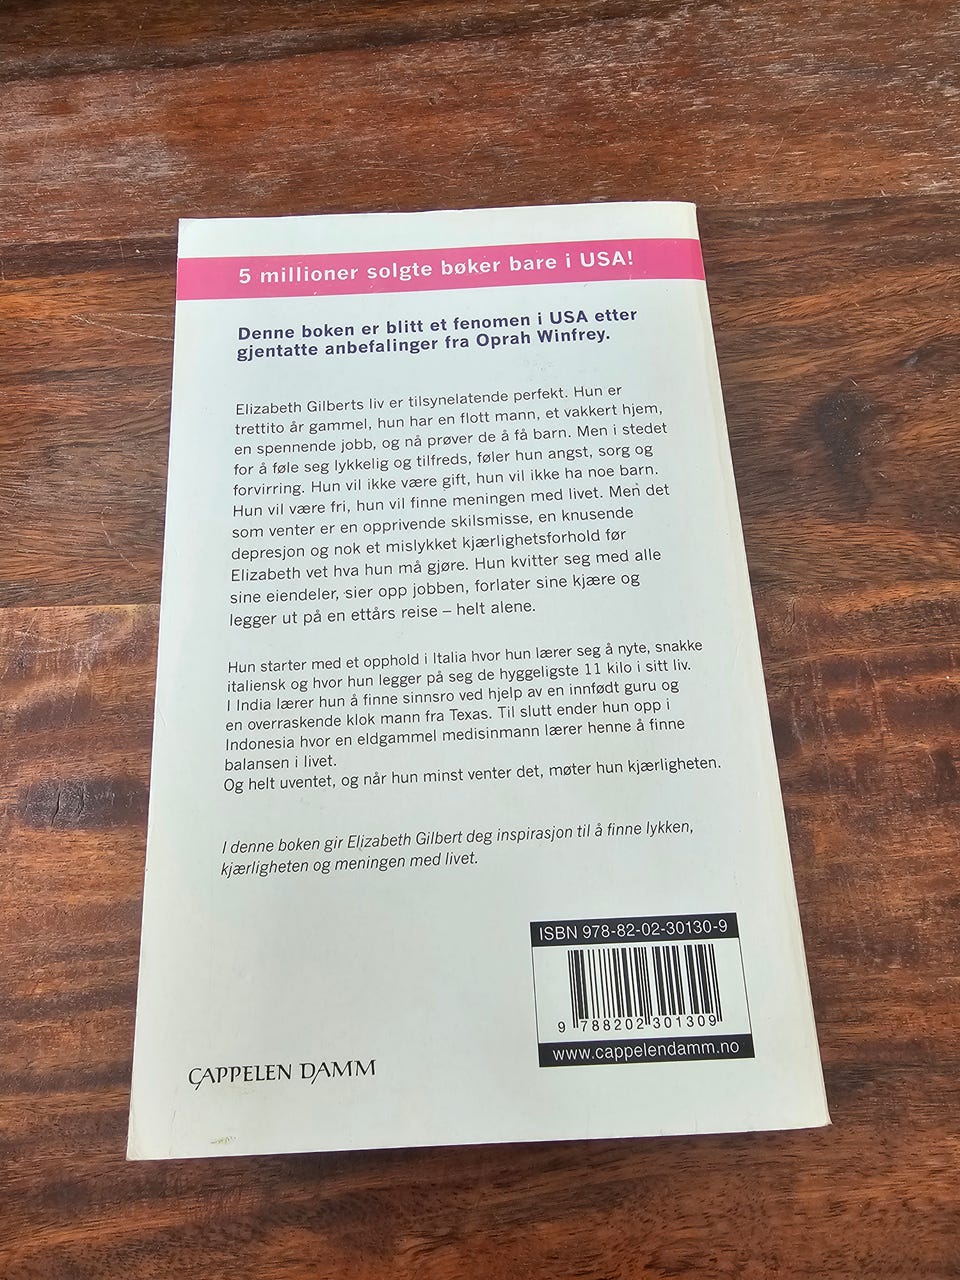 5 millioner solgte bøker bare i USA!
Denne boken er blitt et fenomen i USA etter
gjentatte anbefalinger fra Oprah Winfrey.
Elizabeth Gilberts liv er tilsynelatende perfekt. Hun er
trettito år gammel, hun har en flott mann, et vakkert hjem,
en spennende jobb, og nå prøver de å få barn. Men i stedet
for å føle seg lykkelig og tilfreds, føler hun angst, sorg og
forvirring. Hun vil ikke være gift, hun vil ikke ha noe barn.
Hun vil være fri, hun vil finne meningen med livet. Men det
som venter er en opprivende skilsmisse, en knusende
depresjon og nok et mislykket kjærlighetsforhold før
Elizabeth vet hva hun må gjøre. Hun kvitter seg med alle
sine eiendeler, sier opp jobben, forlater sine kjære og
legger ut på en ettårs reise – helt alene.
Hun starter med et opphold i Italia hvor hun lærer seg å nyte, snakke
italiensk og hvor hun legger på seg de hyggeligste 11 kilo i sitt liv.
I India lærer hun å finne sinnsro ved hjelp av en innfødt guru og
en overraskende klok mann fra Texas. Til slutt ender hun opp i
Indonesia hvor en eldgammel medisinmann lærer henne å finne
balansen i livet.
Og helt uventet, og når hun minst venter det, møter hun kjærligheten.
I denne boken gir Elizabeth Gilbert deg inspirasjon til å finne lykken,
kjærligheten og meningen med livet.
ISBN 978-82-02-30130-9
9 788202 301309
www.cappelendamm.no
CAPPELEN DAMM